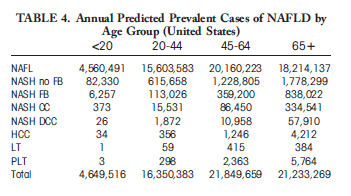 TABLE 4. Annual Predicted Prevalent Cases of NAFLD by
Age Group (United States)
<20 20-44 45-64 65+
NAFL 4,560,491 15,603,583 20,160,223 18,214,137
NASH no FB 82,330 615,658 1,228,805 1,778,299
NASH FB 6,257 113,026 359,200 838,022
NASH CC 373 15,531 86,450 334,541
NASH DCC 26 1,872 10,958 57,910
HCC 34 356 1,246 4,212
LT 1 59 415 384
PLT 3 298 2,363 5,764
Total 4,649,516 16,350,383 21,849,659 21,233,269